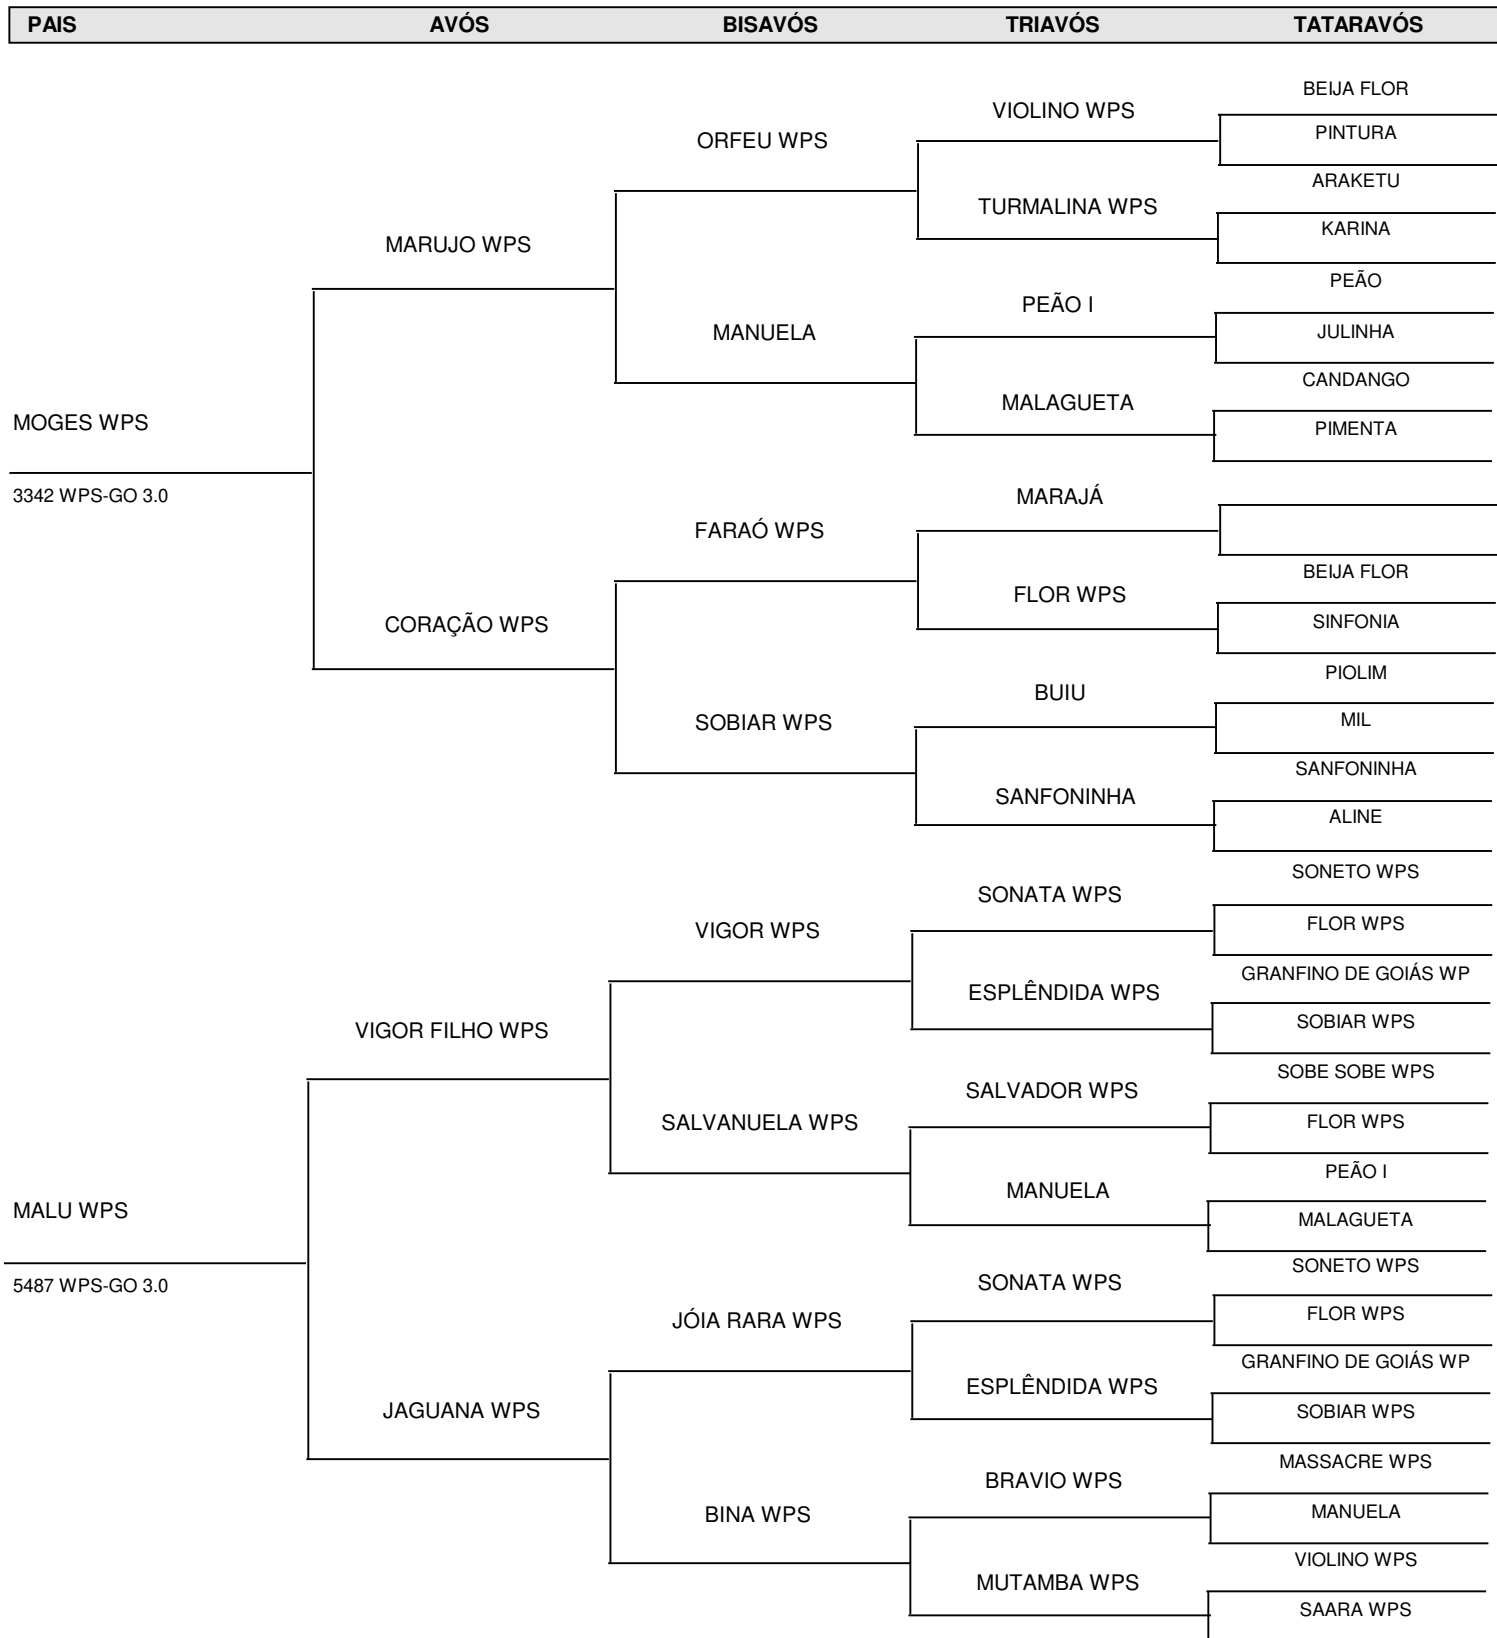 PAIS AVÓS BISAVÓS TRIAVÓS TATARAVÓS
BEIJA FLOR
VIOLINO WPS
PINTURA
ORFEU WPS
ARAKETU
TURMALINA WPS
KARINA
MARUJO WPS
PEÃO
PEÃO I
JULINHA
MANUELA
CANDANGO
MALAGUETA
PIMENTA
MOGES WPS
3342 WPS-GO 3.0
MARAJÁ
FARAÓ WPS
BEIJA FLOR
FLOR WPS
SINFONIA
CORAÇÃO WPS
PIOLIM
BUIU
MIL
SOBIAR WPS
SANFONINHA
SANFONINHA
ALINE
SONETO WPS
SONATA WPS
FLOR WPS
VIGOR WPS
GRANFINO DE GOIÁS WP
ESPLÊNDIDA WPS
SOBIAR WPS
VIGOR FILHO WPS
SOBE SOBE WPS
SALVADOR WPS
FLOR WPS
SALVANUELA WPS
PEÃO I
MANUELA
MALAGUETA
MALU WPS
5487 WPS-GO 3.0
SONETO WPS
SONATA WPS
FLOR WPS
JÓIA RARA WPS
GRANFINO DE GOIÁS WP
ESPLÊNDIDA WPS
SOBIAR WPS
JAGUANA WPS
MASSACRE WPS
BRAVIO WPS
MANUELA
BINA WPS
VIOLINO WPS
MUTAMBA WPS
SAARA WPS